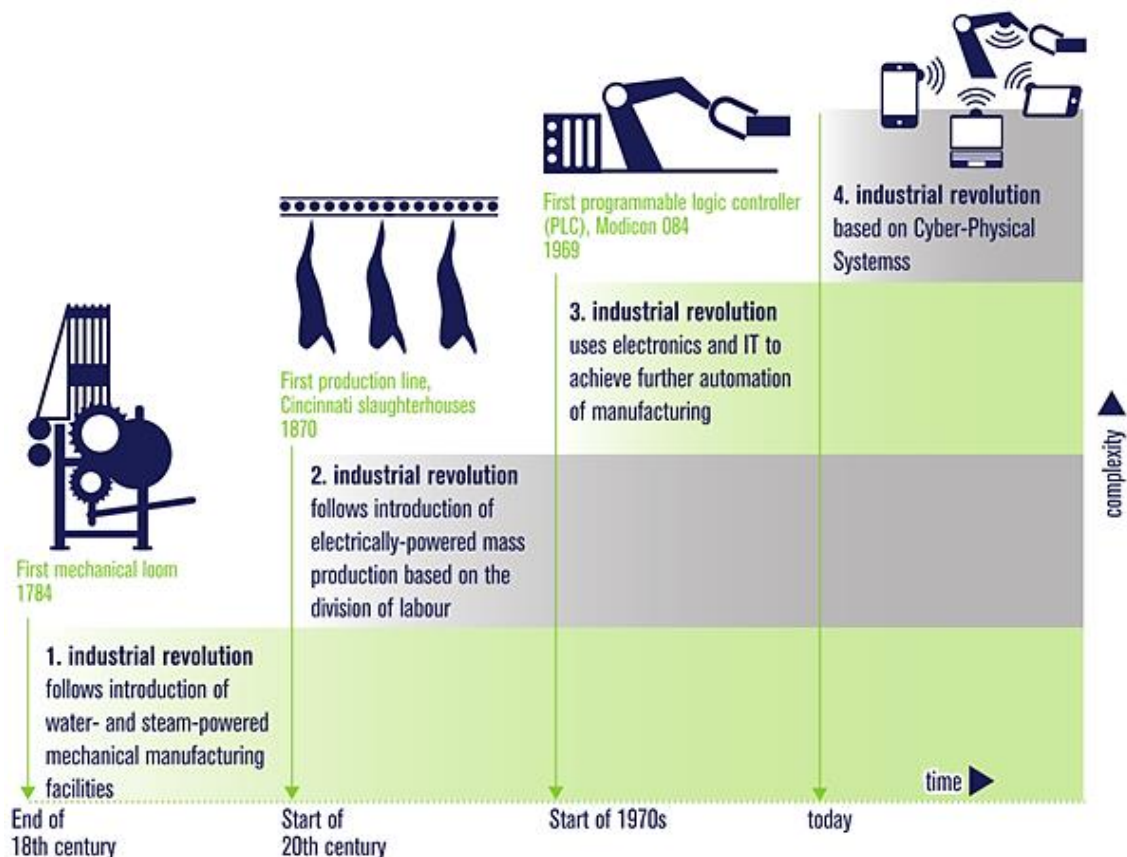 First mechanical loom
1784
First production line,
Cincinnati slaughterhouses
1870
First programmable logic controller
(PLC), Modicon 084
1969
4. industrial revolution
based on Cyber-Physical
Systemss
3. industrial revolution
uses electronics and IT to
achieve further automation
of manufacturing
2. industrial revolution
follows introduction of
electrically-powered mass
production based on the
division of labour
1. industrial revolution
follows introduction of
water- and steam-powered
mechanical manufacturing
facilities
complexity
time
End of
18th century
Start of
20th century
Start of 1970s
today